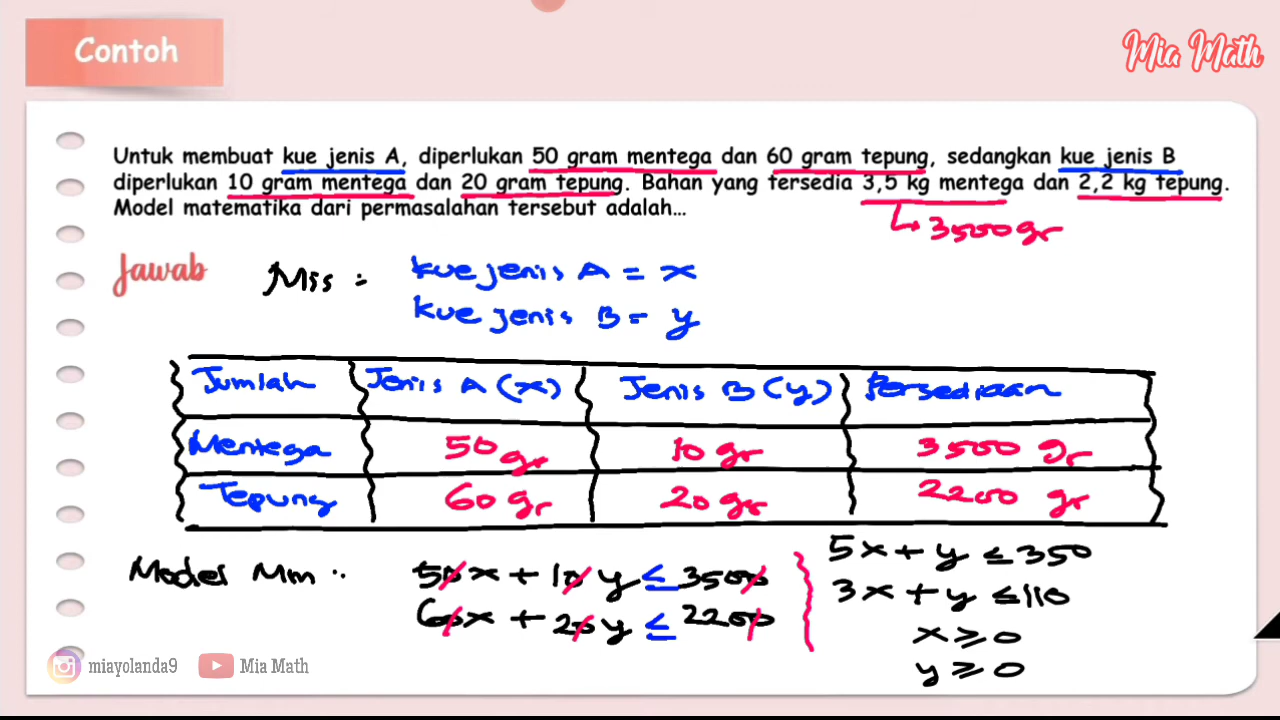 Contoh
Mia Math
Untuk membuat kue jenis A, diperlukan 50 gram mentega dan 60 gram tepung, sedangkan kue jenis B
diperlukan 10 gram mentega dan 20 gram tepung. Bahan yang tersedia 3,5 kg mentega dan 2,2 kg tepung.
Model matematika dari permasalahan tersebut adalah...
↳ 3500 gr
Jawab
Mis :
kue jenis A = x
kue jenis B = y
Jumlah Jenis A (x) Jenis B (y) Persediaan
Mentega 50 gr 10 gr 3500 gr
Tepung 60 gr 20 gr 2200 gr
Model Mm :
50x + 10y ≤ 3500
60x + 20y ≤ 2200
5x + y ≤ 350
3x + y ≤ 110
x ≥ 0
y ≥ 0
miayolanda9 Mia Math